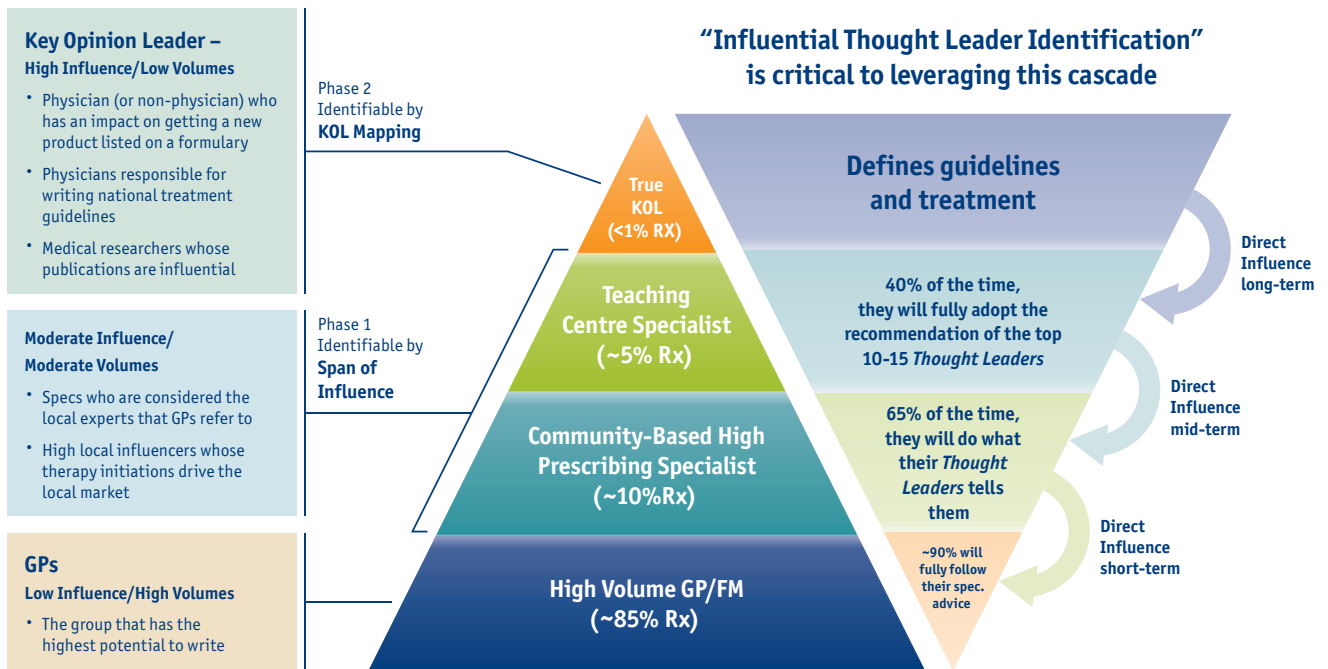 Key Opinion Leader –
High Influence/Low Volumes
• Physician (or non-physician) who
has an impact on getting a new
product listed on a formulary
• Physicians responsible for
writing national treatment
guidelines
• Medical researchers whose
publications are influential
Moderate Influence/
Moderate Volumes
• Specs who are considered the
local experts that GPs refer to
• High local influencers whose
therapy initiations drive the
local market
GPs
Low Influence/High Volumes
• The group that has the
highest potential to write
Phase 2
Identifiable by
KOL Mapping
Phase 1
Identifiable by
Span of
Influence
True
KOL
(<1% RX)
Teaching
Centre Specialist
(~5% Rx)
Community-Based High
Prescribing Specialist
(~10%Rx)
High Volume GP/FM
(~85% Rx)
“Influential Thought Leader Identification”
is critical to leveraging this cascade
Defines guidelines
and treatment
40% of the time,
they will fully adopt the
recommendation of the top
10-15 Thought Leaders
65% of the time,
they will do what
their Thought
Leaders tells
them
~90% will
fully follow
their spec.
advice
Direct
Influence
long-term
Direct
Influence
mid-term
Direct
Influence
short-term